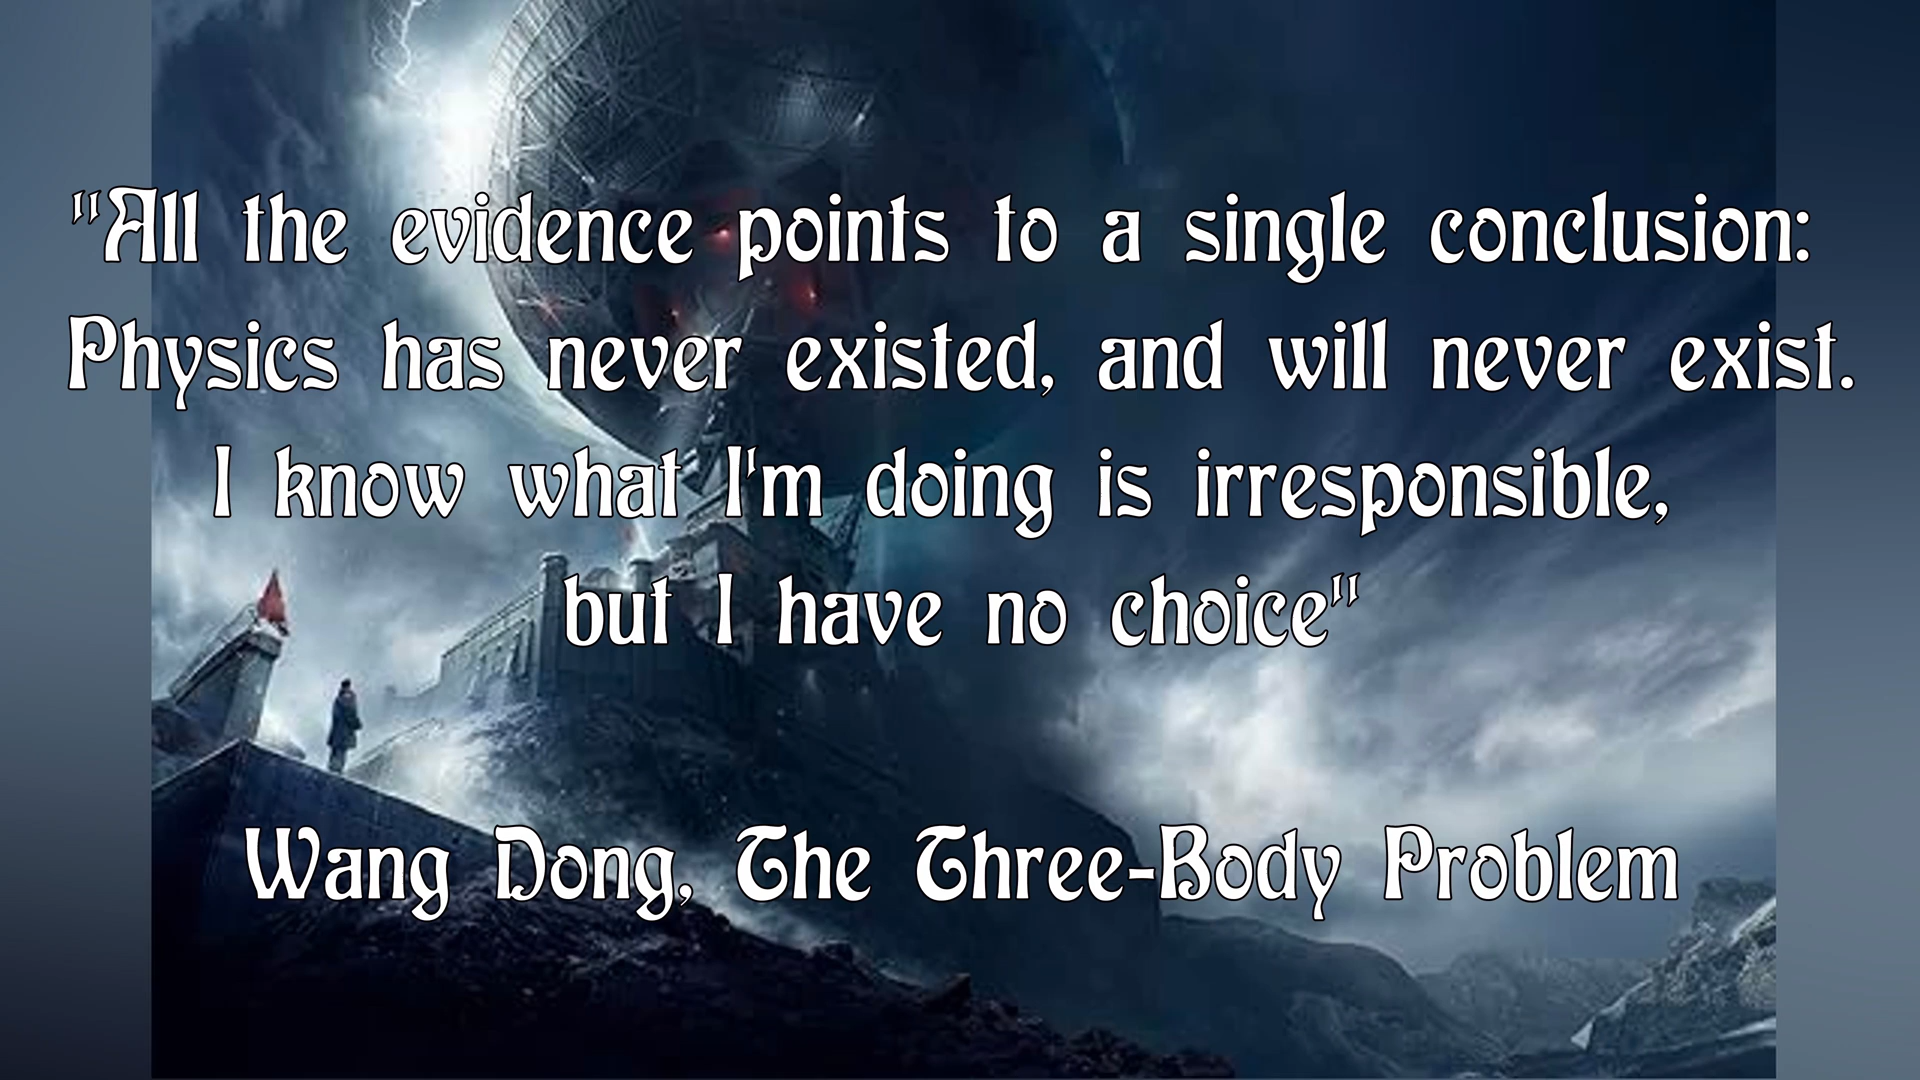 "All the evidence points to a single conclusion:
Physics has never existed, and will never exist.
I know what I'm doing is irresponsible,
but I have no choice"
Wang Dong, The Three-Body Problem